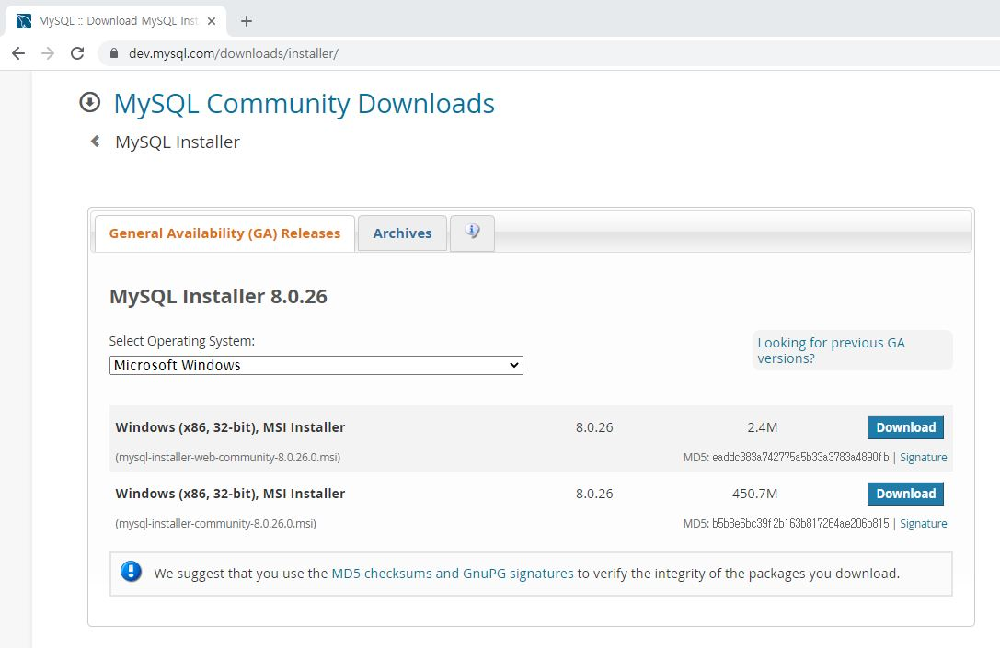 MySQL :: Download MySQL Inst
dev.mysql.com/downloads/installer/
MySQL Community Downloads
MySQL Installer
General Availability (GA) Releases
Archives
MySQL Installer 8.0.26
Select Operating System:
Microsoft Windows
Looking for previous GA
versions?
Windows (x86, 32-bit), MSI Installer 8.0.26 2.4M Download
(mysql-installer-web-community-8.0.26.0.msi) MD5: eaddc383a742775a5b33a3783a4890fb | Signature
Windows (x86, 32-bit), MSI Installer 8.0.26 450.7M Download
(mysql-installer-community-8.0.26.0.msi) MD5: b5b8e6bc39f2b163b817264ae206b815 | Signature
We suggest that you use the MD5 checksums and GnuPG signatures to verify the integrity of the packages you download.